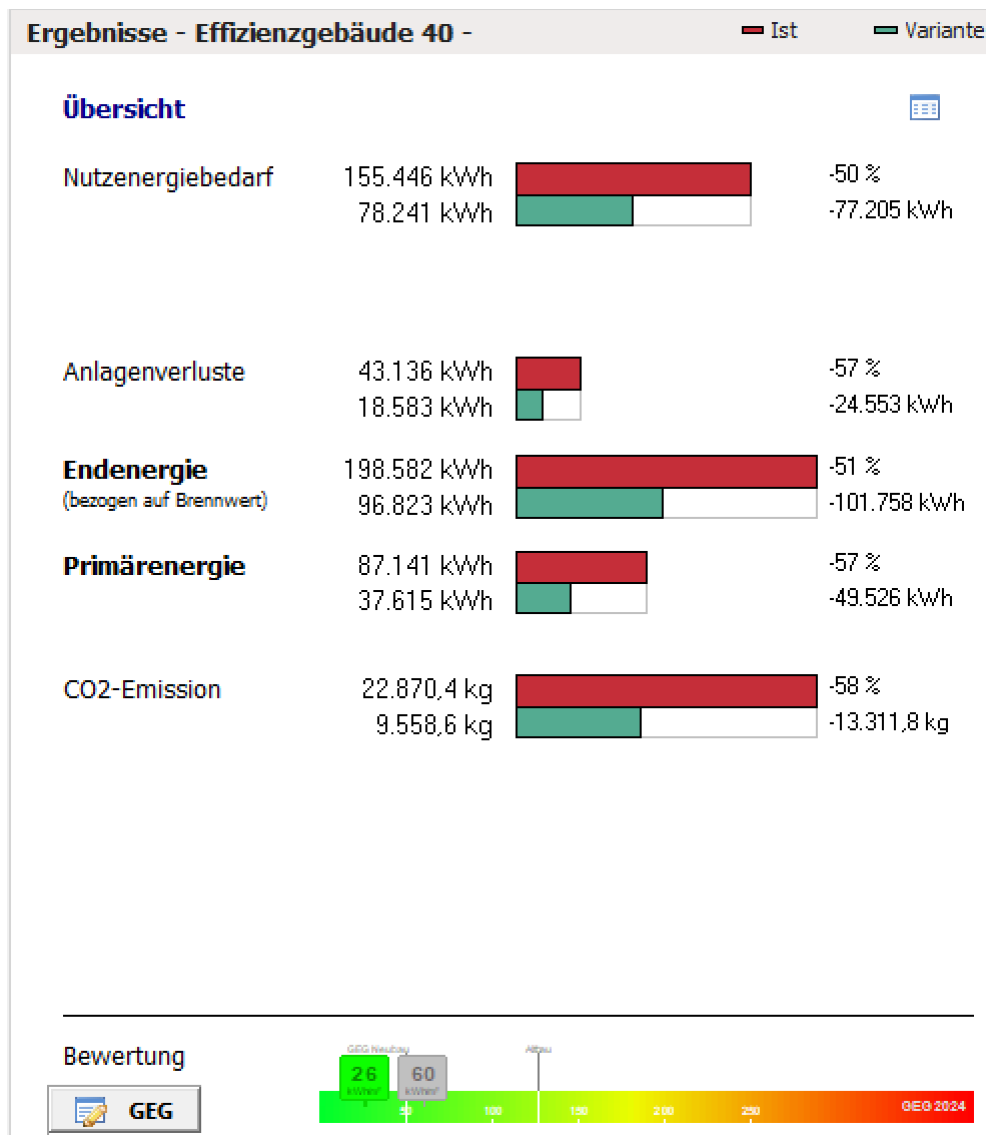 Ergebnisse - Effizienzgebäude 40 -
Ist
Variante
Übersicht
Nutzenergiebedarf
155.446 kWh
-50 %
78.241 kWh
-77.205 kWh
Anlagenverluste
43.136 kWh
-57 %
18.583 kWh
-24.553 kWh
Endenergie
198.582 kWh
-51 %
(bezogen auf Brennwert)
96.823 kWh
-101.758 kWh
Primärenergie
87.141 kWh
-57 %
37.615 kWh
-49.526 kWh
CO2-Emission
22.870,4 kg
-58 %
9.558,6 kg
-13.311,8 kg
Bewertung
GEG Neubau
26
kWh/m²
60
kWh/m²
GEG
50
100
150
200
250
GEG 2024